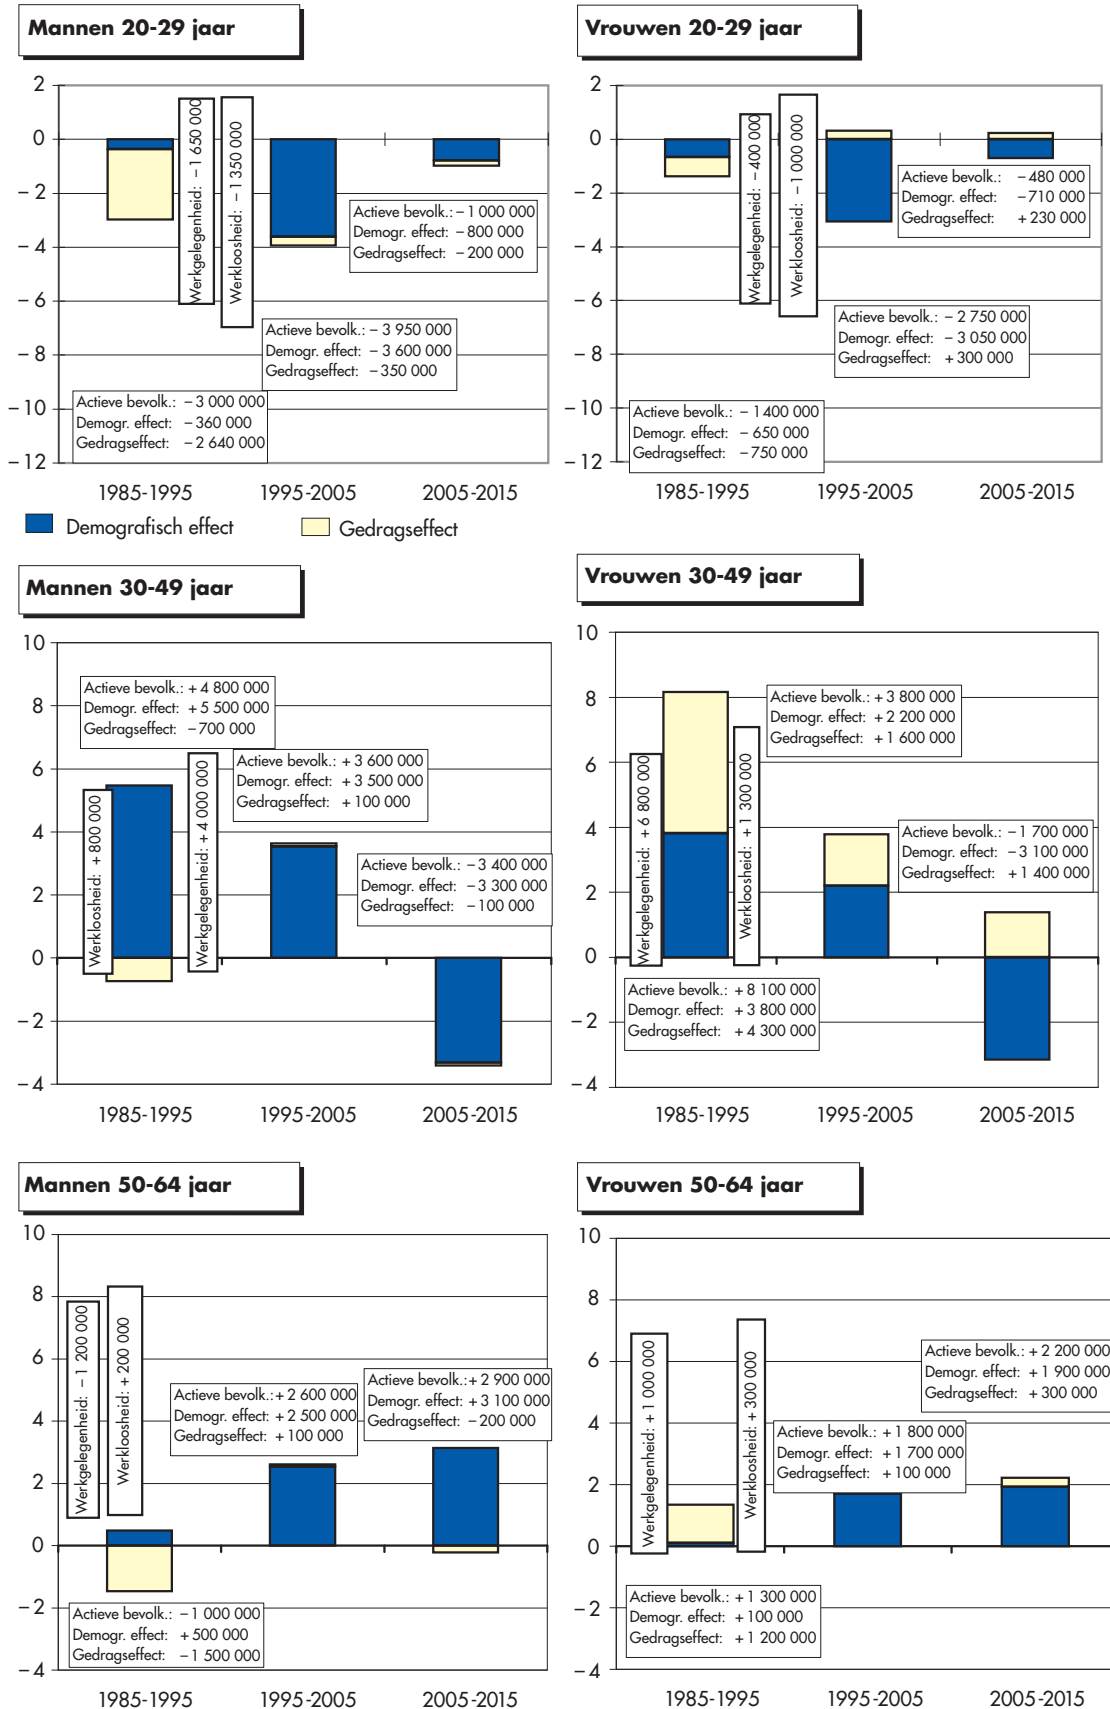 Mannen 20-29 jaar
2
0
– 2
– 4
– 6
– 8
– 10
– 12
Werkgelegenheid: – 1 650 000
Werkloosheid: – 1 350 000
Actieve bevolk.: – 1 000 000
Demogr. effect: – 800 000
Gedragseffect: – 200 000
Actieve bevolk.: – 3 950 000
Demogr. effect: – 3 600 000
Gedragseffect: – 350 000
Actieve bevolk.: – 3 000 000
Demogr. effect: – 360 000
Gedragseffect: – 2 640 000
1985-1995
1995-2005
2005-2015
Vrouwen 20-29 jaar
2
0
– 2
– 4
– 6
– 8
– 10
– 12
Werkgelegenheid: – 400 000
Werkloosheid: – 1 000 000
Actieve bevolk.: – 480 000
Demogr. effect: – 710 000
Gedragseffect: + 230 000
Actieve bevolk.: – 2 750 000
Demogr. effect: – 3 050 000
Gedragseffect: + 300 000
Actieve bevolk.: – 1 400 000
Demogr. effect: – 650 000
Gedragseffect: – 750 000
1985-1995
1995-2005
2005-2015
Demografisch effect
Gedragseffect
Mannen 30-49 jaar
10
8
6
4
2
0
– 2
– 4
Actieve bevolk.: + 4 800 000
Demogr. effect: + 5 500 000
Gedragseffect: – 700 000
Werkloosheid: + 800 000
Werkgelegenheid: + 4 000 000
Actieve bevolk.: + 3 600 000
Demogr. effect: + 3 500 000
Gedragseffect: + 100 000
Actieve bevolk.: – 3 400 000
Demogr. effect: – 3 300 000
Gedragseffect: – 100 000
1985-1995
1995-2005
2005-2015
Vrouwen 30-49 jaar
10
8
6
4
2
0
– 2
– 4
Werkgelegenheid: + 6 800 000
Werkloosheid: + 1 300 000
Actieve bevolk.: + 3 800 000
Demogr. effect: + 2 200 000
Gedragseffect: + 1 600 000
Actieve bevolk.: – 1 700 000
Demogr. effect: – 3 100 000
Gedragseffect: + 1 400 000
Actieve bevolk.: + 8 100 000
Demogr. effect: + 3 800 000
Gedragseffect: + 4 300 000
1985-1995
1995-2005
2005-2015
Mannen 50-64 jaar
10
8
6
4
2
0
– 2
– 4
Werkgelegenheid: – 1 200 000
Werkloosheid: + 200 000
Actieve bevolk.: + 2 600 000
Demogr. effect: + 2 500 000
Gedragseffect: + 100 000
Actieve bevolk.: + 2 900 000
Demogr. effect: + 3 100 000
Gedragseffect: – 200 000
Actieve bevolk.: – 1 000 000
Demogr. effect: + 500 000
Gedragseffect: – 1 500 000
1985-1995
1995-2005
2005-2015
Vrouwen 50-64 jaar
10
8
6
4
2
0
– 2
– 4
Werkgelegenheid: + 1 000 000
Werkloosheid: + 300 000
Actieve bevolk.: + 2 200 000
Demogr. effect: + 1 900 000
Gedragseffect: + 300 000
Actieve bevolk.: + 1 800 000
Demogr. effect: + 1 700 000
Gedragseffect: + 100 000
Actieve bevolk.: + 1 300 000
Demogr. effect: + 100 000
Gedragseffect: + 1 200 000
1985-1995
1995-2005
2005-2015